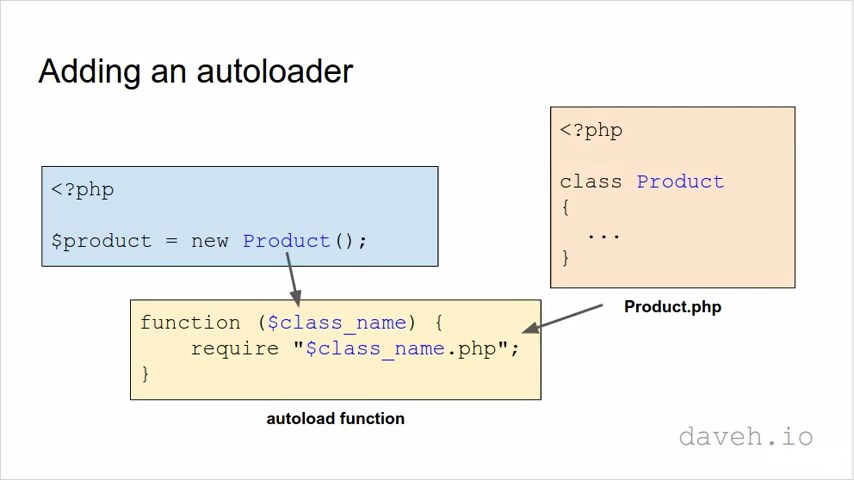 Adding an autoloader
<?php
$product = new Product();
<?php
class Product
{
...
}
Product.php
function ($class_name) {
require "$class_name.php";
}
autoload function
daveh.io